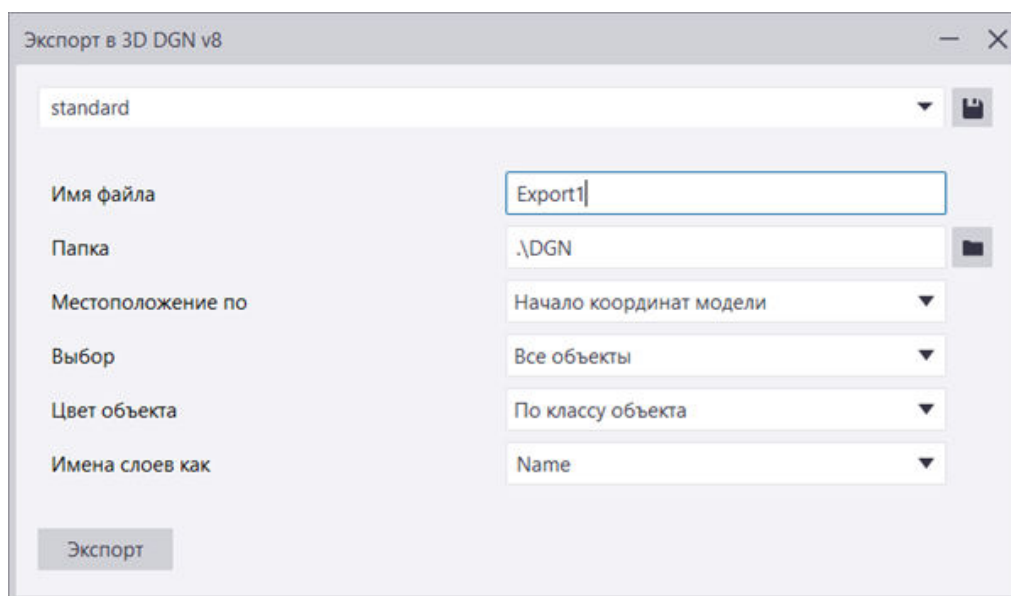 Экспорт в 3D DGN v8
standard
Имя файла Export1
Папка .\DGN
Местоположение по Начало координат модели
Выбор Все объекты
Цвет объекта По классу объекта
Имена слоев как Name
Экспорт